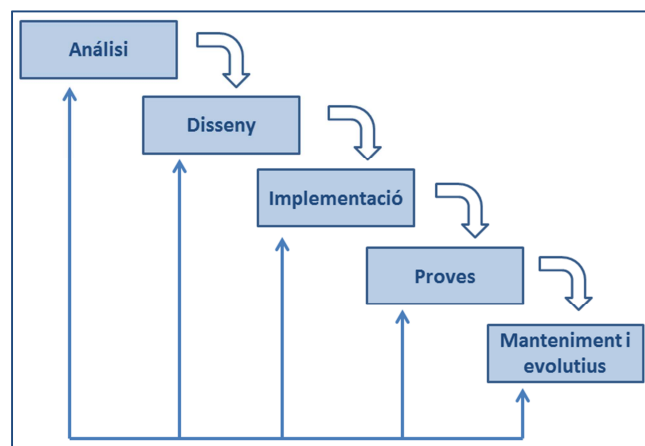 Análisi
Disseny
Implementació
Proves
Manteniment i
evolutius